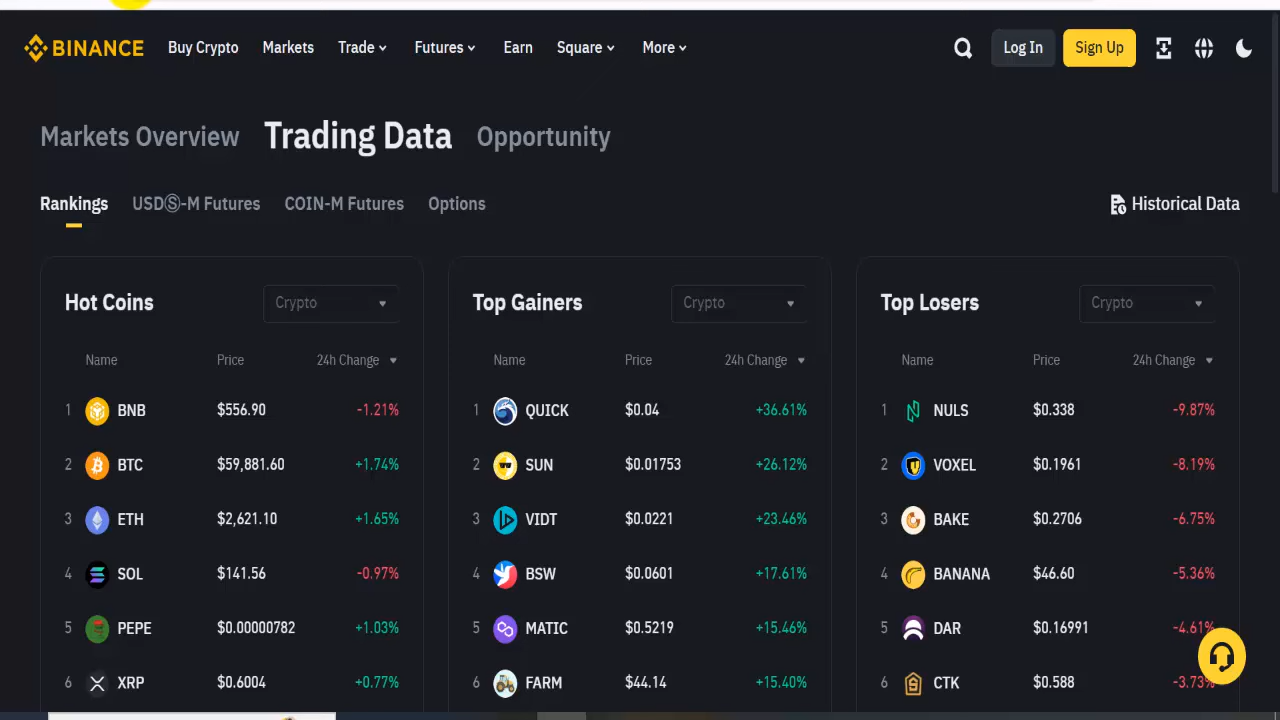 BINANCE Buy Crypto Markets Trade Futures Earn Square More Log In Sign Up
Markets Overview Trading Data Opportunity
Rankings USDⓈ-M Futures COIN-M Futures Options Historical Data
Hot Coins Crypto
Name Price 24h Change
1 BNB $556.90 -1.21%
2 BTC $59,881.60 +1.74%
3 ETH $2,621.10 +1.65%
4 SOL $141.56 -0.97%
5 PEPE $0.00000782 +1.03%
6 XRP $0.6004 +0.77%
Top Gainers Crypto
Name Price 24h Change
1 QUICK $0.04 +36.61%
2 SUN $0.01753 +26.12%
3 VIDT $0.0221 +23.46%
4 BSW $0.0601 +17.61%
5 MATIC $0.5219 +15.46%
6 FARM $44.14 +15.40%
Top Losers Crypto
Name Price 24h Change
1 NULS $0.338 -9.87%
2 VOXEL $0.1961 -8.19%
3 BAKE $0.2706 -6.75%
4 BANANA $46.60 -5.36%
5 DAR $0.16991 -4.61%
6 CTK $0.588 -3.73%